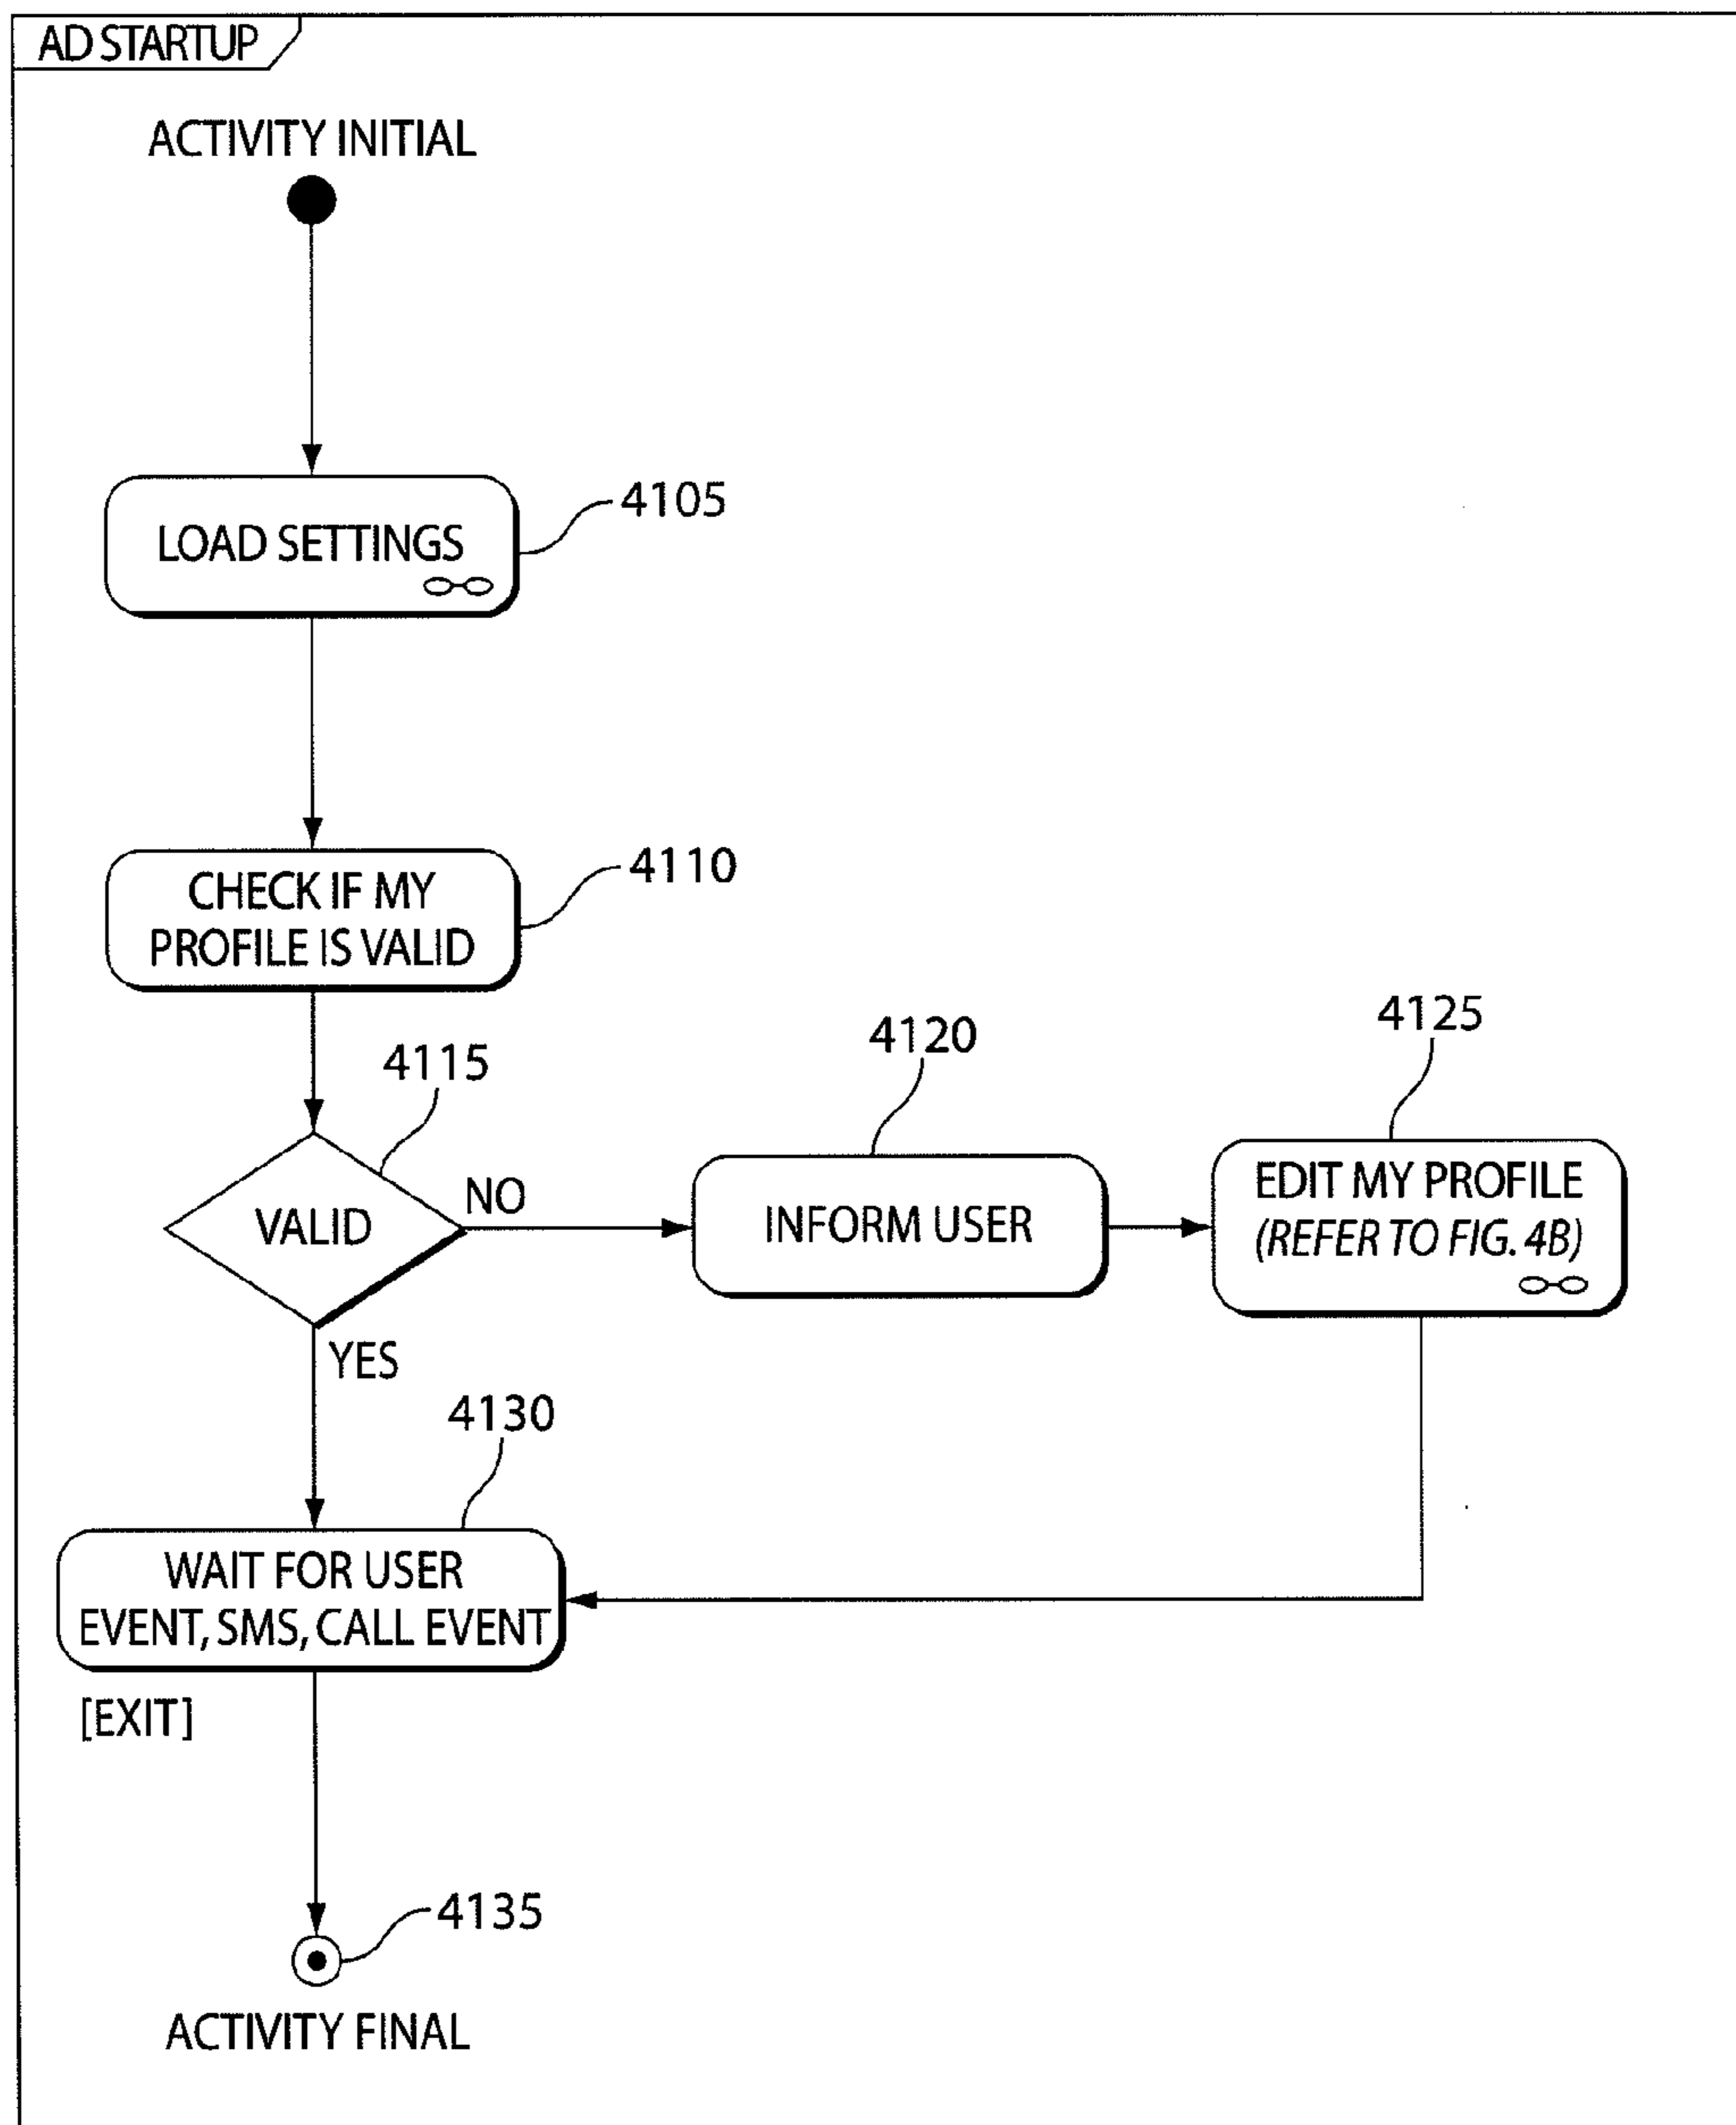 AD STARTUP
ACTIVITY INITIAL
4105
LOAD SETTINGS
4110
CHECK IF MY
PROFILE IS VALID
4115
4120
4125
VALID
NO
INFORM USER
EDIT MY PROFILE
(REFER TO FIG. 4B)
YES
4130
WAIT FOR USER
EVENT, SMS, CALL EVENT
[EXIT]
4135
ACTIVITY FINAL